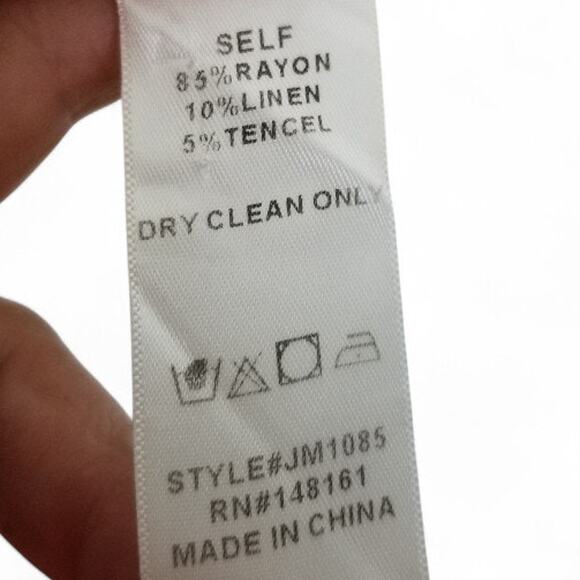 SELF
85%RAYON
10%LINEN
5%TENCEL
DRY CLEAN ONLY
STYLE#JM1085
RN#148161
MADE IN CHINA